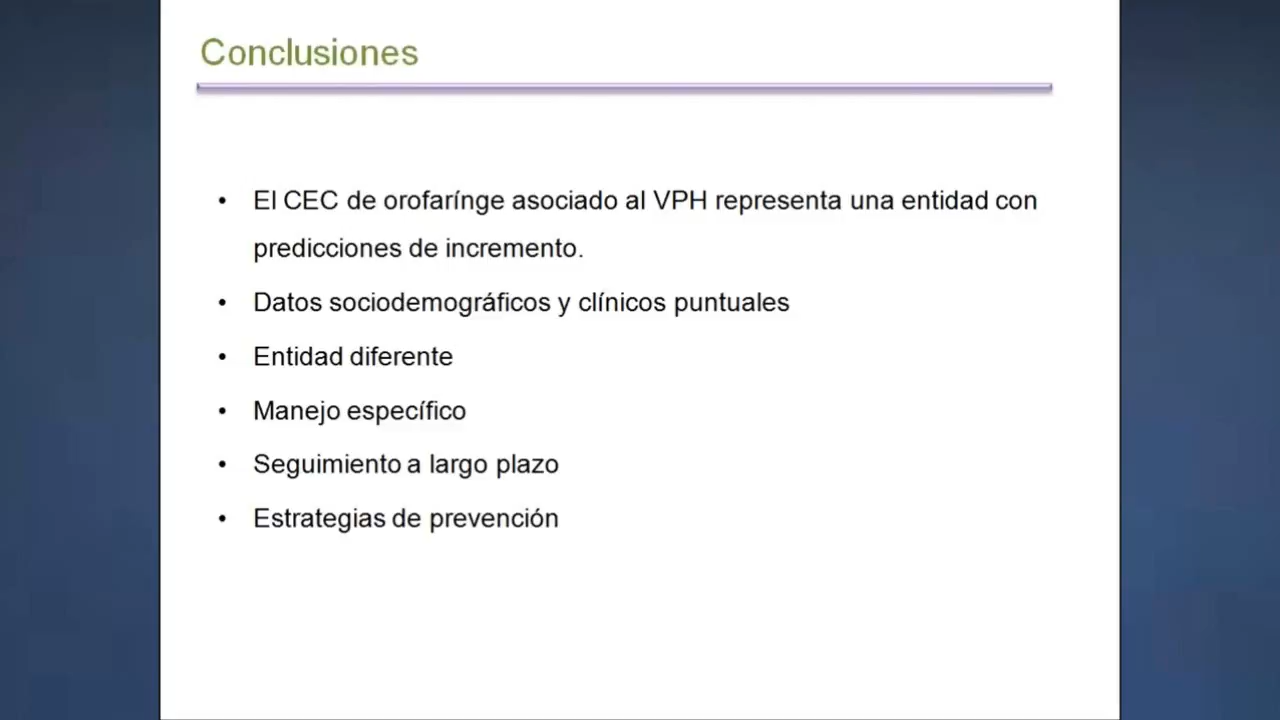 Conclusiones
• El CEC de orofarínge asociado al VPH representa una entidad con
predicciones de incremento.
• Datos sociodemográficos y clínicos puntuales
• Entidad diferente
• Manejo específico
• Seguimiento a largo plazo
• Estrategias de prevención